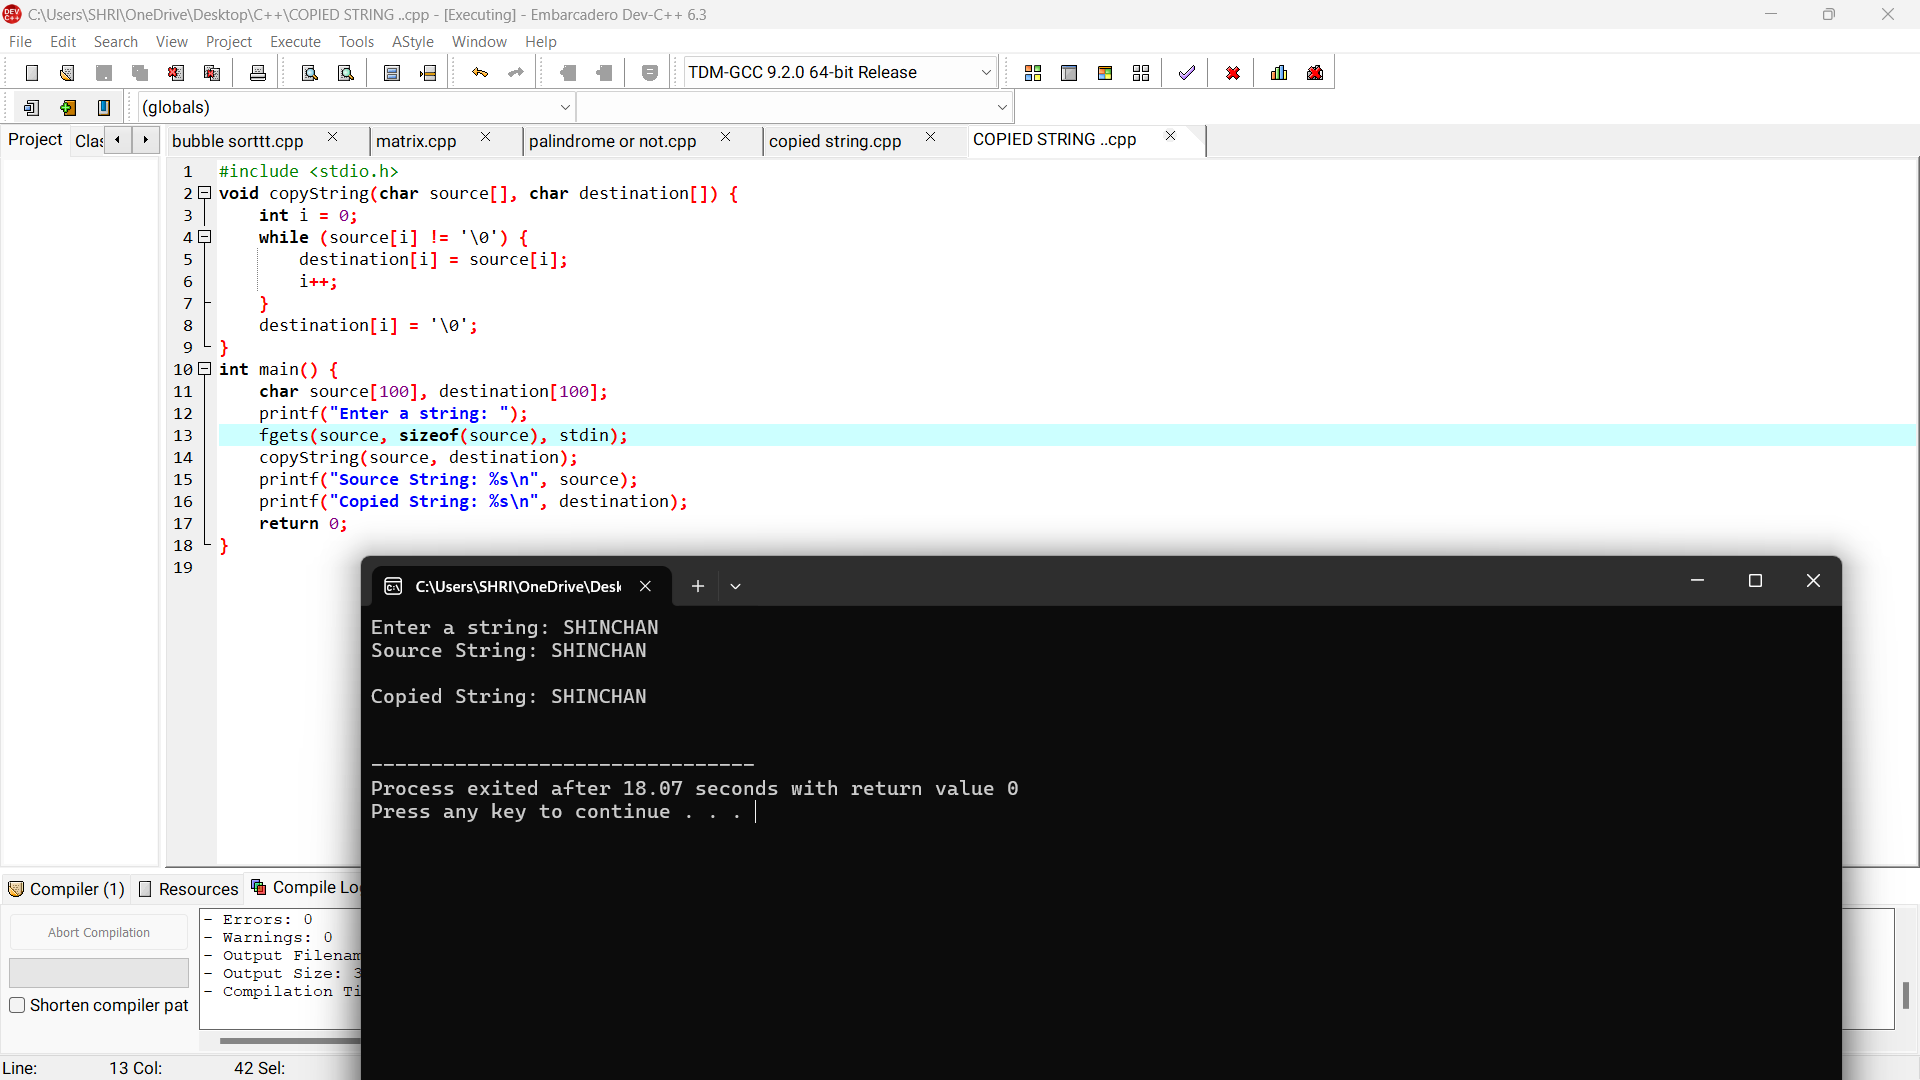 C:\Users\SHRI\OneDrive\Desktop\C++\COPIED STRING ..cpp - [Executing] - Embarcadero Dev-C++ 6.3
File Edit Search View Project Execute Tools AStyle Window Help
TDM-GCC 9.2.0 64-bit Release
(globals)
Project Clas bubble sorttt.cpp matrix.cpp palindrome or not.cpp copied string.cpp COPIED STRING ..cpp
1 #include <stdio.h>
2 void copyString(char source[], char destination[]) {
3 int i = 0;
4 while (source[i] != '\0') {
5 destination[i] = source[i];
6 i++;
7 }
8 destination[i] = '\0';
9 }
10 int main() {
11 char source[100], destination[100];
12 printf("Enter a string: ");
13 fgets(source, sizeof(source), stdin);
14 copyString(source, destination);
15 printf("Source String: %s\n", source);
16 printf("Copied String: %s\n", destination);
17 return 0;
18 }
19
C:\Users\SHRI\OneDrive\Desk
Enter a string: SHINCHAN
Source String: SHINCHAN
Copied String: SHINCHAN
--------------------------------
Process exited after 18.07 seconds with return value 0
Press any key to continue . . .
Compiler (1) Resources Compile Lo
Abort Compilation
Shorten compiler pat
- Errors: 0
- Warnings: 0
- Output Filenam
- Output Size: 3
- Compilation Ti
Line: 13 Col: 42 Sel: